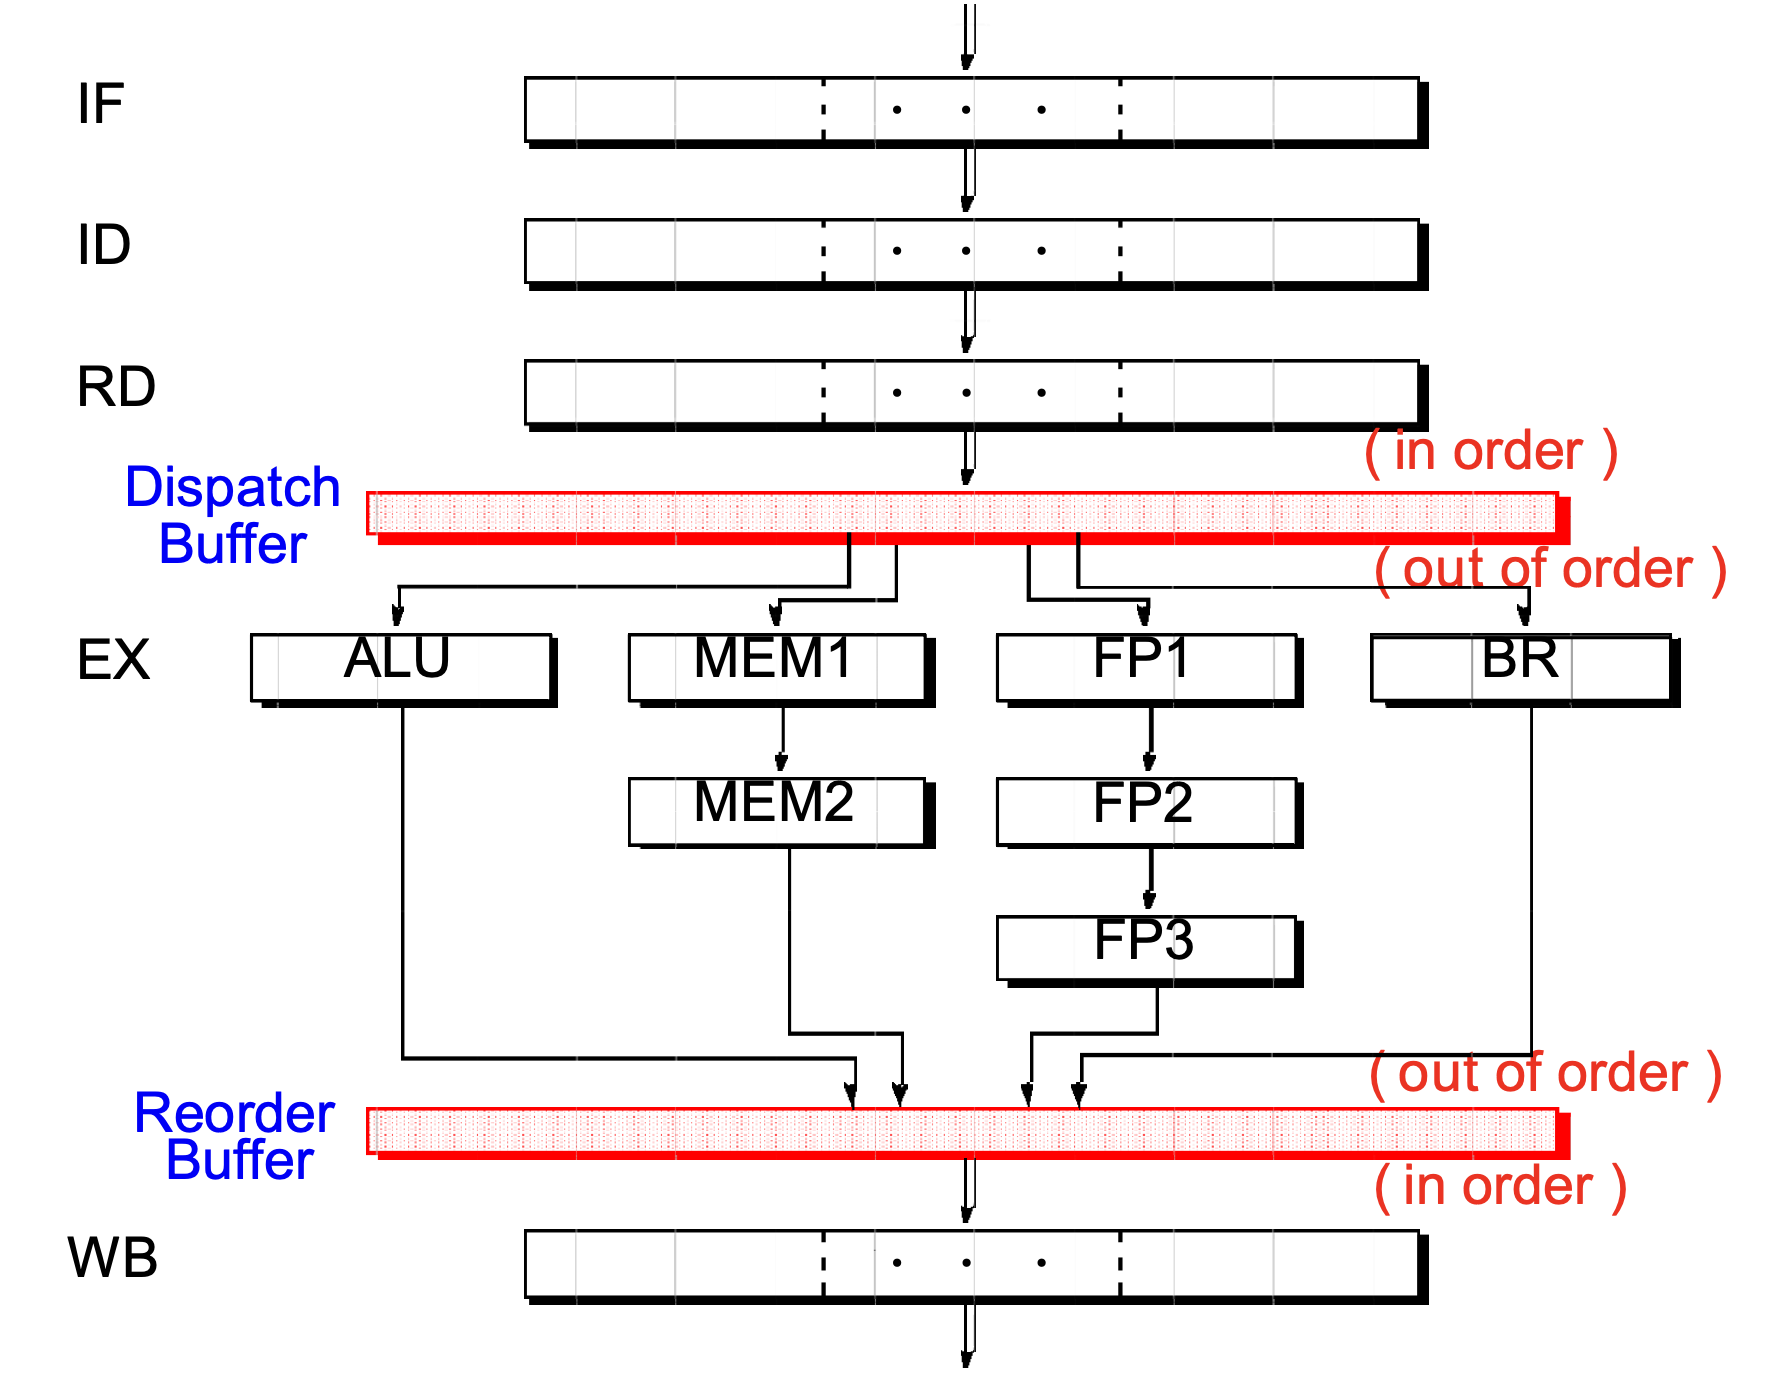 IF
ID
RD
( in order )
Dispatch
Buffer
( out of order )
EX
ALU
MEM1
FP1
BR
MEM2
FP2
FP3
( out of order )
Reorder
Buffer
( in order )
WB